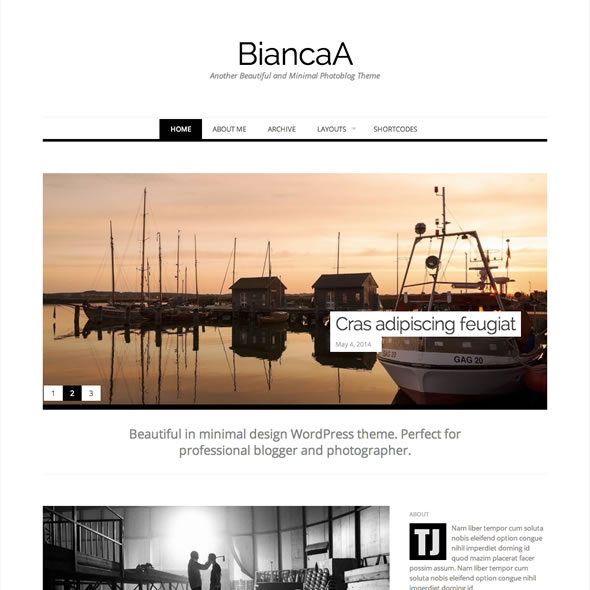 BiancaA
Another Beautiful and Minimal Photoblog Theme
HOME ABOUT ME ARCHIVE LAYOUTS SHORTCODES
Cras adipiscing feugiat
May 4, 2014
GAG 20
1 2 3
Beautiful in minimal design WordPress theme. Perfect for
professional blogger and photographer.
ABOUT
TJ
Nam liber tempor cum soluta
nobis eleifend option congue
nihil imperdiet doming id
quod mazim placerat facer
possim assum. Nam liber tempor cum
soluta nobis eleifend option congue nihil
imperdiet doming id